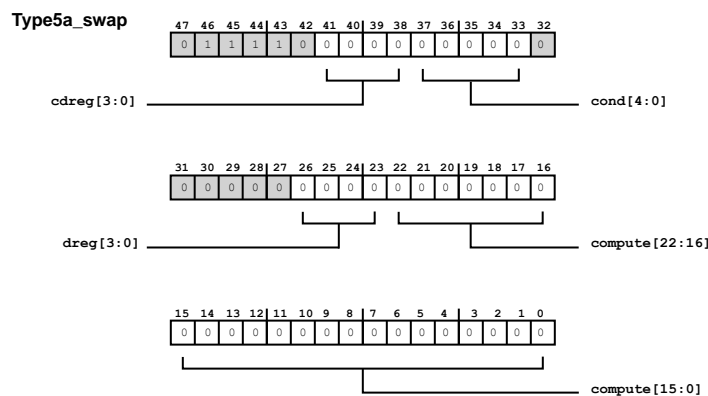 Type5a_swap
47 46 45 44 43 42 41 40 39 38 37 36 35 34 33 32
0 1 1 1 1 0 0 0 0 0 0 0 0 0 0 0
cdreg[3:0] cond[4:0]
31 30 29 28 27 26 25 24 23 22 21 20 19 18 17 16
0 0 0 0 0 0 0 0 0 0 0 0 0 0 0 0
dreg[3:0] compute[22:16]
15 14 13 12 11 10 9 8 7 6 5 4 3 2 1 0
0 0 0 0 0 0 0 0 0 0 0 0 0 0 0 0
compute[15:0]